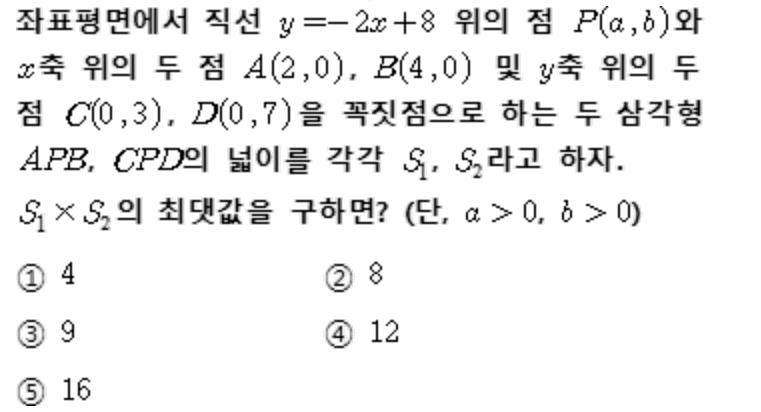 좌표평면에서 직선 y=-2x+8 위의 점 P(a,b)와
x축 위의 두 점 A(2,0), B(4,0) 및 y축 위의 두
점 C(0,3), D(0,7)을 꼭짓점으로 하는 두 삼각형
APB, CPD의 넓이를 각각 S₁, S₂라고 하자.
S₁×S₂의 최댓값을 구하면? (단, a>0, b>0)
① 4 ② 8
③ 9 ④ 12
⑤ 16